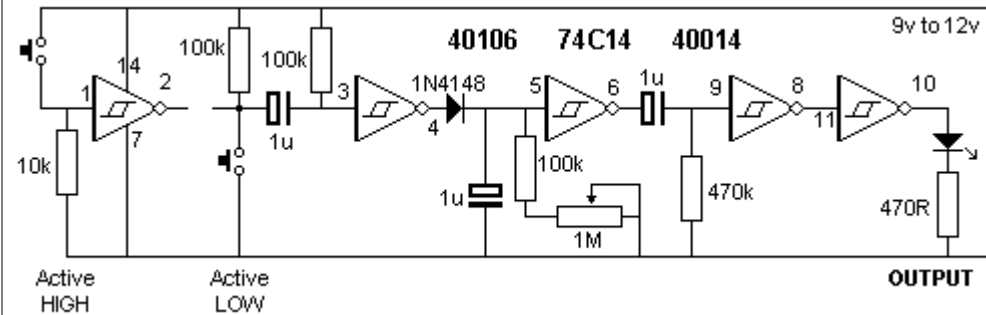 9v to 12v
40106 74C14 40014
100k
100k
14
1
2
7
10k
1u
3
4
1N4148
1u
5
6
100k
1M
1u
9
8
470k
11
10
470R
Active
HIGH
Active
LOW
OUTPUT